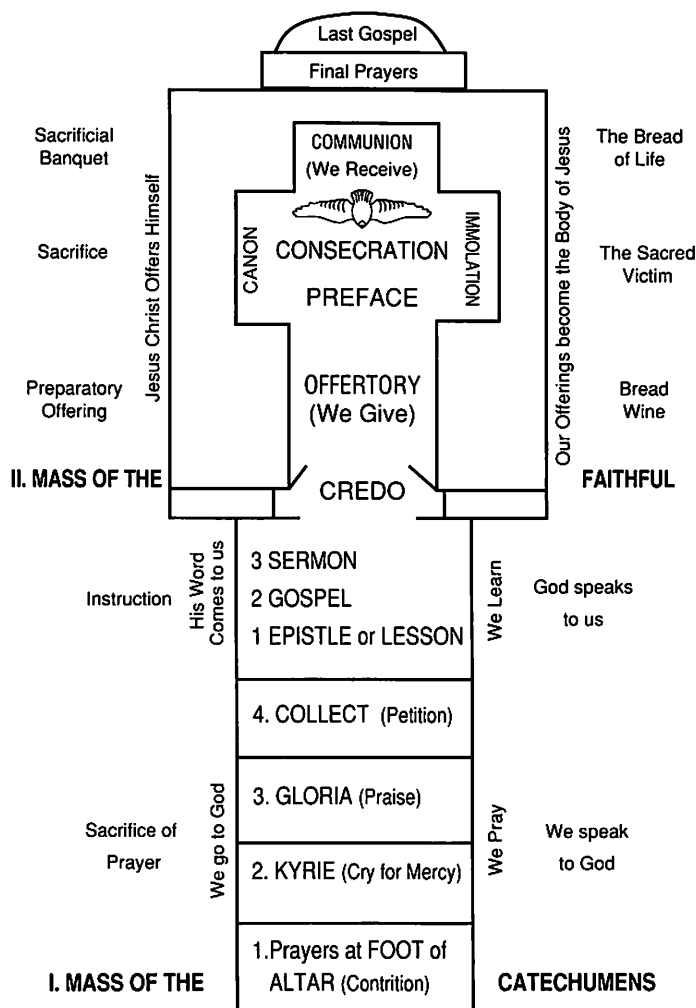 Last Gospel
Final Prayers
Sacrificial
Banquet
COMMUNION
(We Receive)
The Bread
of Life
Jesus Christ Offers Himself
Our Offerings become the Body of Jesus
Sacrifice
CANON
CONSECRATION
PREFACE
IMMOLATION
The Sacred
Victim
Preparatory
Offering
OFFERTORY
(We Give)
Bread
Wine
II. MASS OF THE
FAITHFUL
CREDO
Instruction
His Word
Comes to us
3 SERMON
2 GOSPEL
1 EPISTLE or LESSON
We Learn
God speaks
to us
4. COLLECT (Petition)
3. GLORIA (Praise)
Sacrifice of
Prayer
We go to God
2. KYRIE (Cry for Mercy)
We Pray
We speak
to God
1.Prayers at FOOT of
ALTAR (Contrition)
I. MASS OF THE
CATECHUMENS